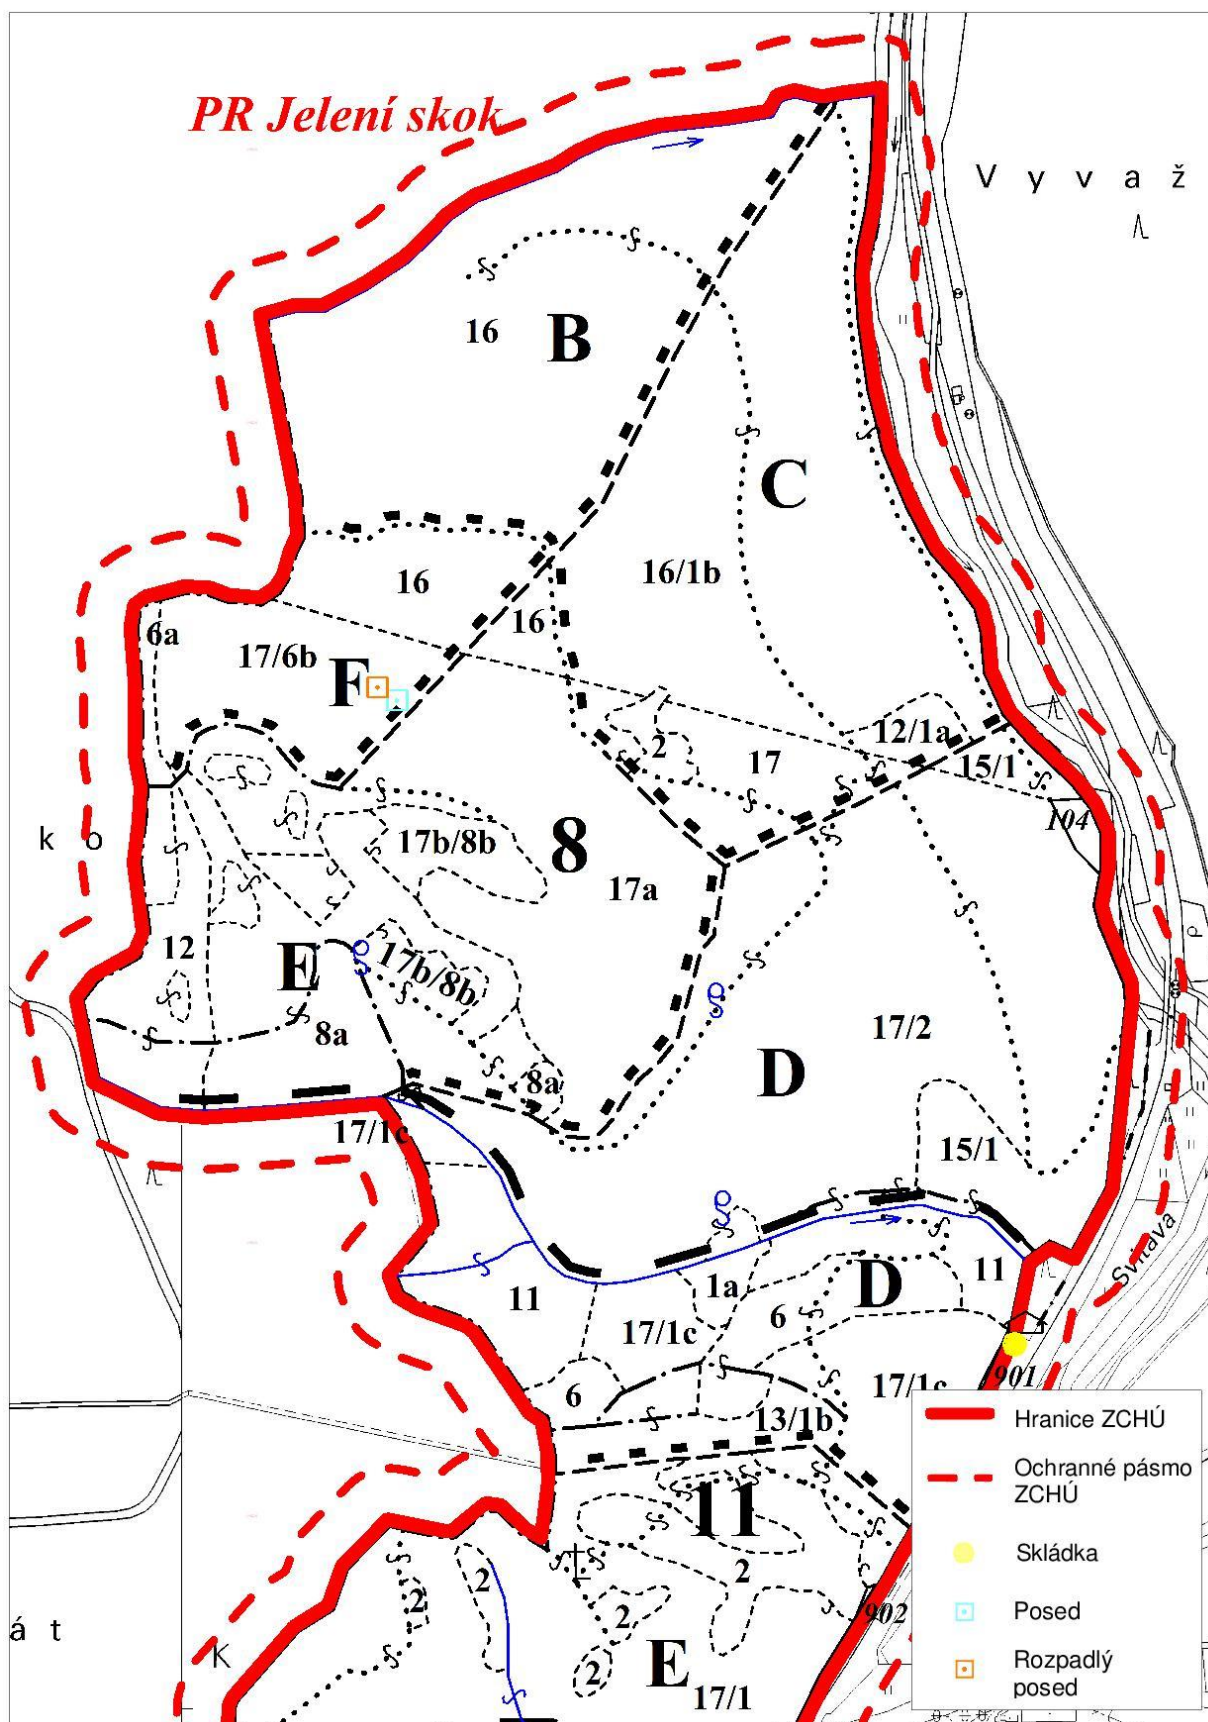 PR Jelení skok
V y v a ž
16
B
C
16/1b
16
16
6a
17/6b
F
12/1a
2
17
15/1
104
k o
17b/8b
8
17a
12
E
17b/8b
17/2
8a
D
8a
17/1c
15/1
Svitava
11
11
1a
D
6
17/1c
6
17/1c
901
13/1b
11
2
2
2
2
902
á t
K
2
E
17/1
Hranice ZCHÚ
Ochranné pásmo
ZCHÚ
Skládka
Posed
Rozpadlý
posed